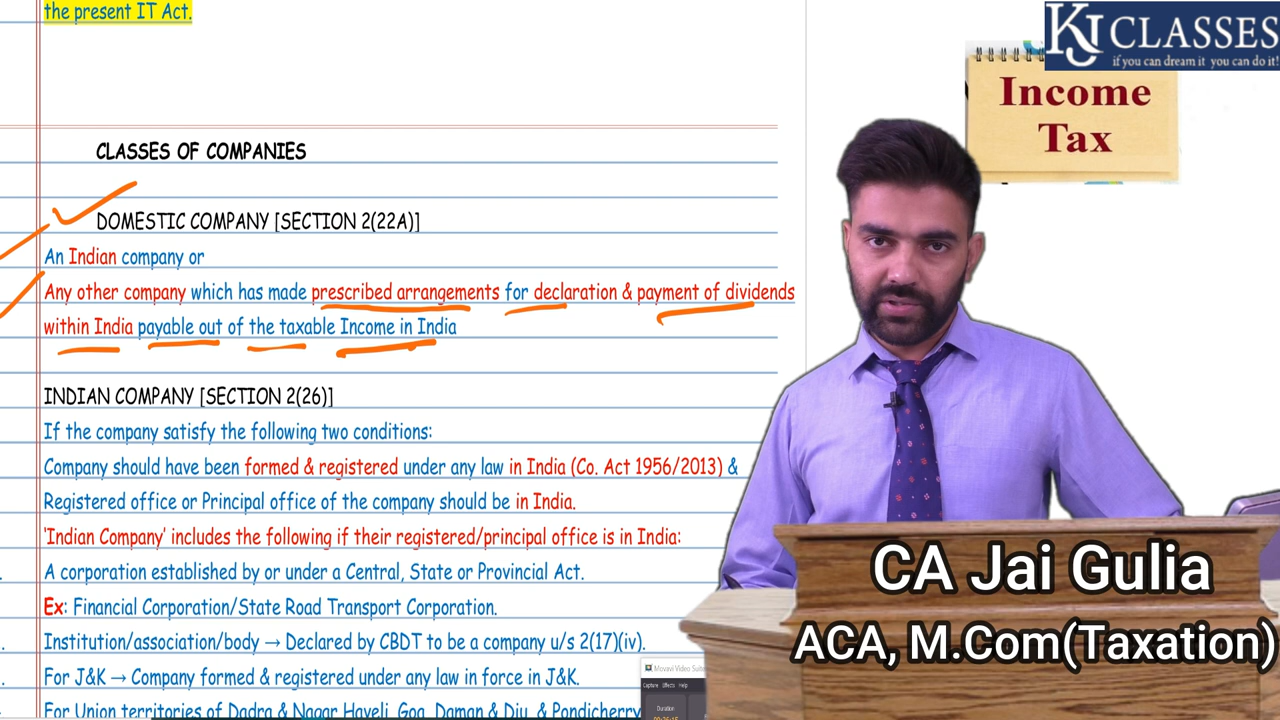 the present IT Act.
KJ CLASSES
if you can dream it you can do it!
Income
Tax
CLASSES OF COMPANIES
DOMESTIC COMPANY [SECTION 2(22A)]
An Indian company or
Any other company which has made prescribed arrangements for declaration & payment of dividends
within India payable out of the taxable Income in India
INDIAN COMPANY [SECTION 2(26)]
If the company satisfy the following two conditions:
Company should have been formed & registered under any law in India (Co. Act 1956/2013) &
Registered office or Principal office of the company should be in India.
'Indian Company' includes the following if their registered/principal office is in India:
A corporation established by or under a Central, State or Provincial Act.
Ex: Financial Corporation/State Road Transport Corporation.
Institution/association/body → Declared by CBDT to be a company u/s 2(17)(iv).
For J&K → Company formed & registered under any law in force in J&K.
For Union territories of Dadra & Nagar Haveli, Goa, Daman & Diu, & Pondicherry
CA Jai Gulia
ACA, M.Com(Taxation)
Movavi Video
Capture Effects Help
Duration